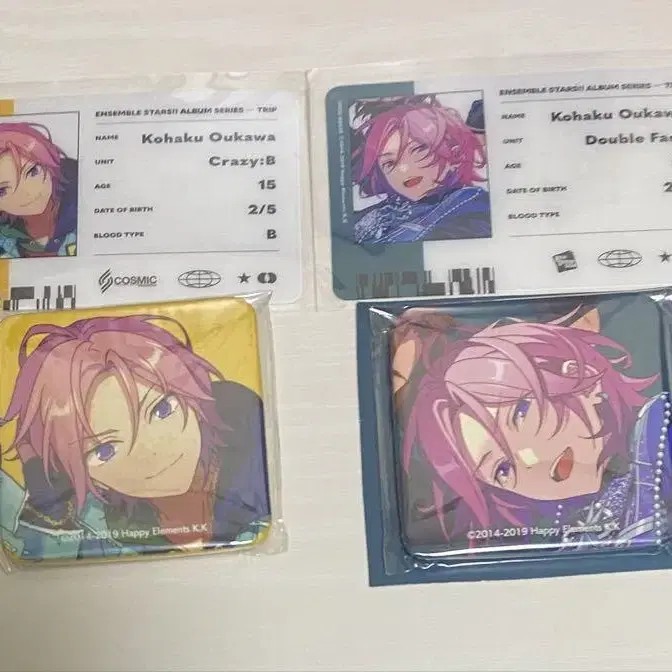 ENSEMBLE STARS!! ALBUM SERIES — TRIP
NAME Kohaku Oukawa
UNIT Crazy:B
AGE 15
DATE OF BIRTH 2/5
BLOOD TYPE B
COSMIC
ENSEMBLE STARS!! ALBUM SERIES — T
NAME Kohaku Oukaw
UNIT Double Fa
AGE
DATE OF BIRTH 2
BLOOD TYPE
©2014-2019 Happy Elements K.K
©2014-2019 Happy Elements K.K